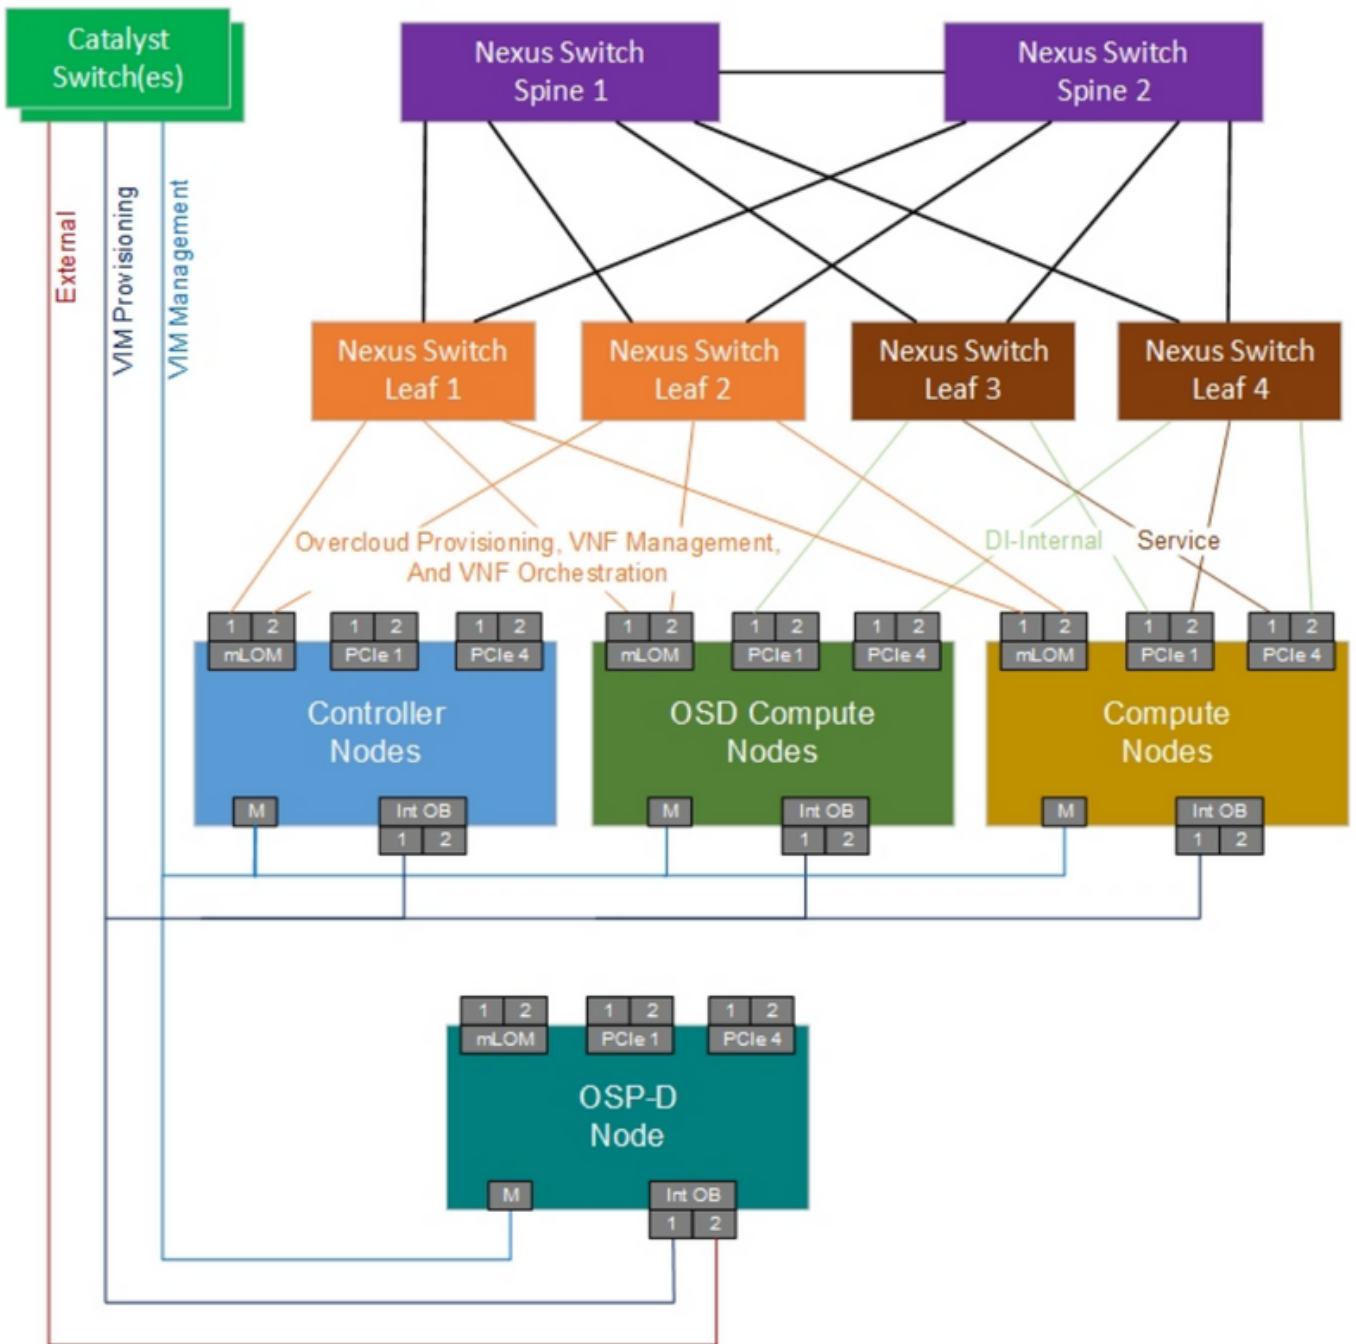 Catalyst
Switch(es)
Nexus Switch
Spine 1
Nexus Switch
Spine 2
External
VIM Provisioning
VIM Management
Nexus Switch
Leaf 1
Nexus Switch
Leaf 2
Nexus Switch
Leaf 3
Nexus Switch
Leaf 4
Overcloud Provisioning, VNF Management,
And VNF Orchestration
DI-Internal
Service
1 2
mLOM
1 2
PCIe 1
1 2
PCIe 4
Controller
Nodes
M
Int OB
1 2
1 2
mLOM
1 2
PCIe 1
1 2
PCIe 4
OSD Compute
Nodes
M
Int OB
1 2
1 2
mLOM
1 2
PCIe 1
1 2
PCIe 4
Compute
Nodes
M
Int OB
1 2
1 2
mLOM
1 2
PCIe 1
1 2
PCIe 4
OSP-D
Node
M
Int OB
1 2